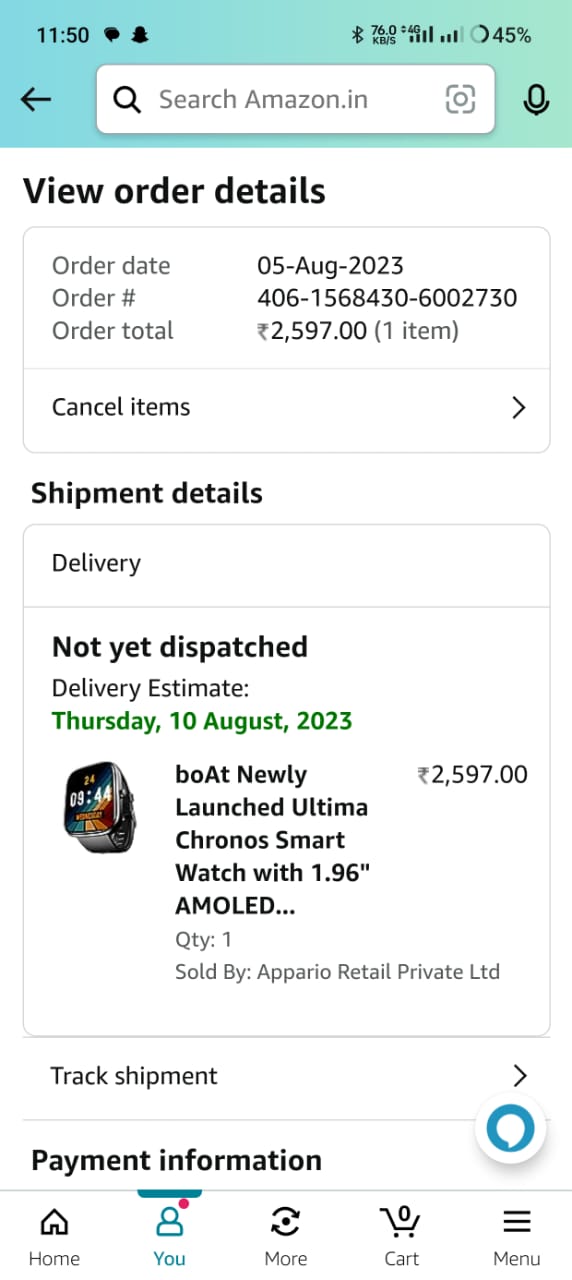 11:50 76.0 KB/S 4G 45%
Search Amazon.in
View order details
Order date 05-Aug-2023
Order # 406-1568430-6002730
Order total ₹2,597.00 (1 item)
Cancel items
Shipment details
Delivery
Not yet dispatched
Delivery Estimate:
Thursday, 10 August, 2023
24
09:44
WEDNESDAY
boAt Newly ₹2,597.00
Launched Ultima
Chronos Smart
Watch with 1.96"
AMOLED...
Qty: 1
Sold By: Appario Retail Private Ltd
Track shipment
Payment information
0
Home You More Cart Menu